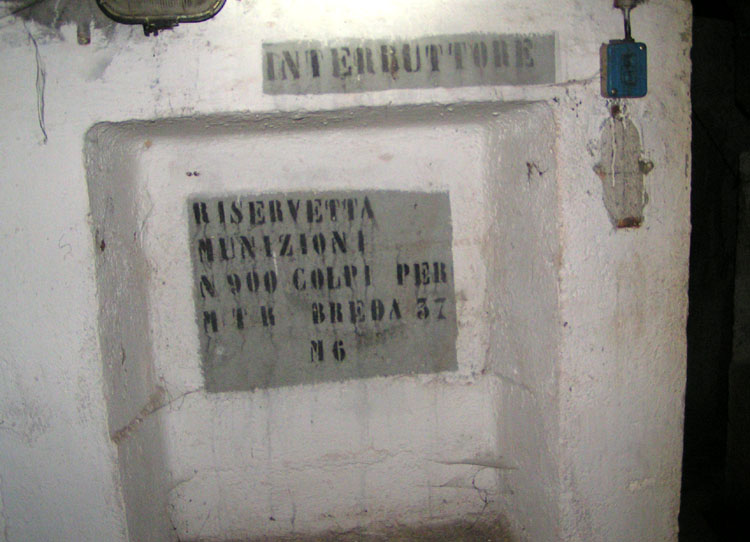 INTERRUTTORE
RISERVETTA
MUNIZIONI
N 900 COLPI PER
MTR BREDA 37
M6